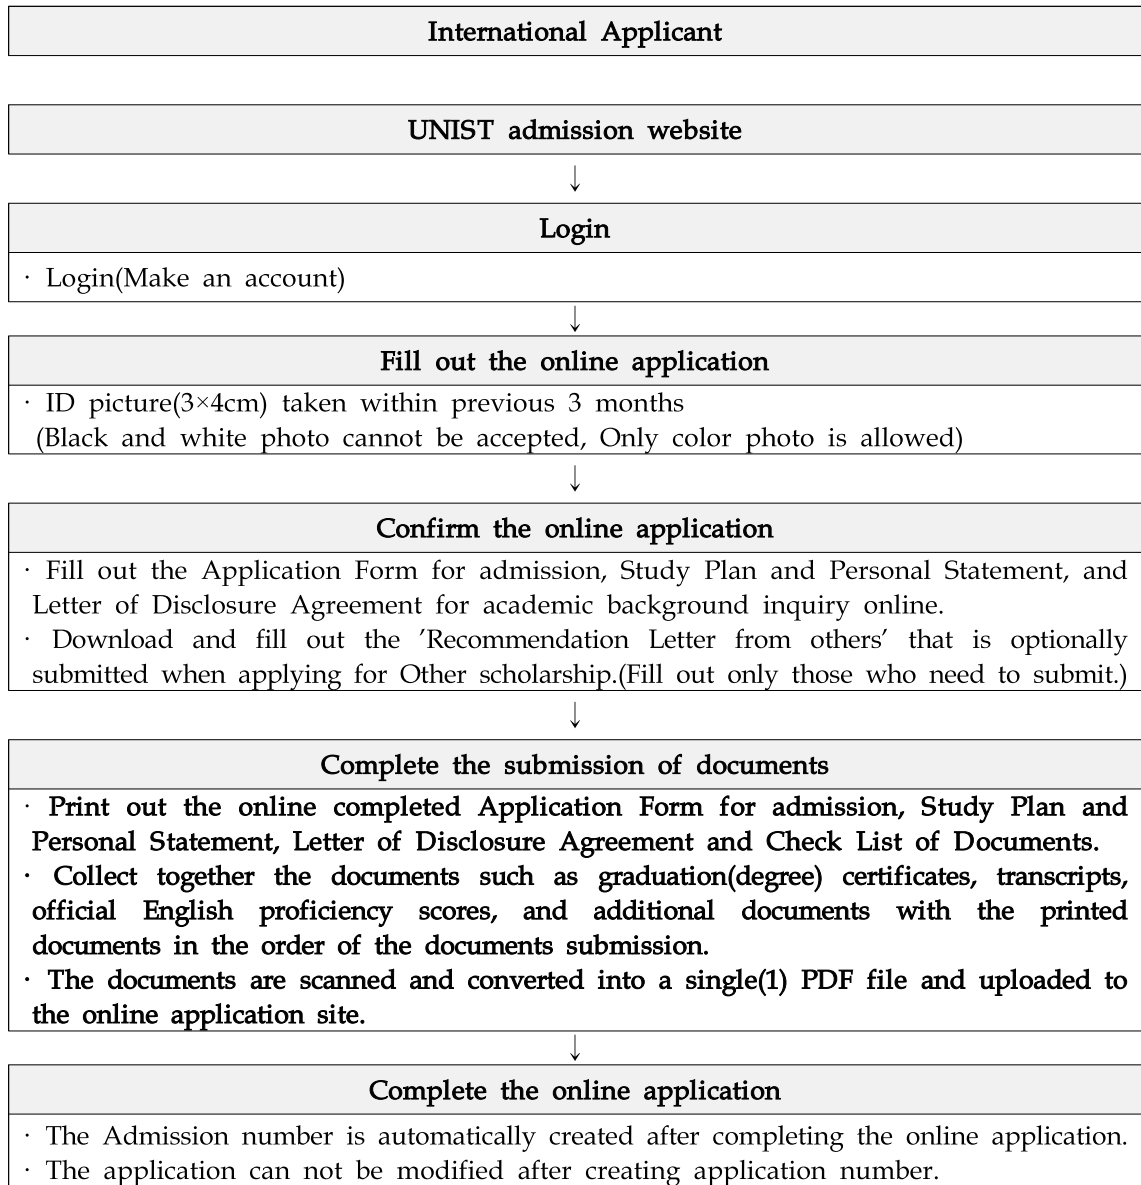 International Applicant
UNIST admission website
↓
Login
· Login(Make an account)
↓
Fill out the online application
· ID picture(3×4cm) taken within previous 3 months
(Black and white photo cannot be accepted, Only color photo is allowed)
↓
Confirm the online application
· Fill out the Application Form for admission, Study Plan and Personal Statement, and
Letter of Disclosure Agreement for academic background inquiry online.
· Download and fill out the ’Recommendation Letter from others’ that is optionally
submitted when applying for Other scholarship.(Fill out only those who need to submit.)
↓
Complete the submission of documents
· Print out the online completed Application Form for admission, Study Plan and
Personal Statement, Letter of Disclosure Agreement and Check List of Documents.
· Collect together the documents such as graduation(degree) certificates, transcripts,
official English proficiency scores, and additional documents with the printed
documents in the order of the documents submission.
· The documents are scanned and converted into a single(1) PDF file and uploaded to
the online application site.
↓
Complete the online application
· The Admission number is automatically created after completing the online application.
· The application can not be modified after creating application number.